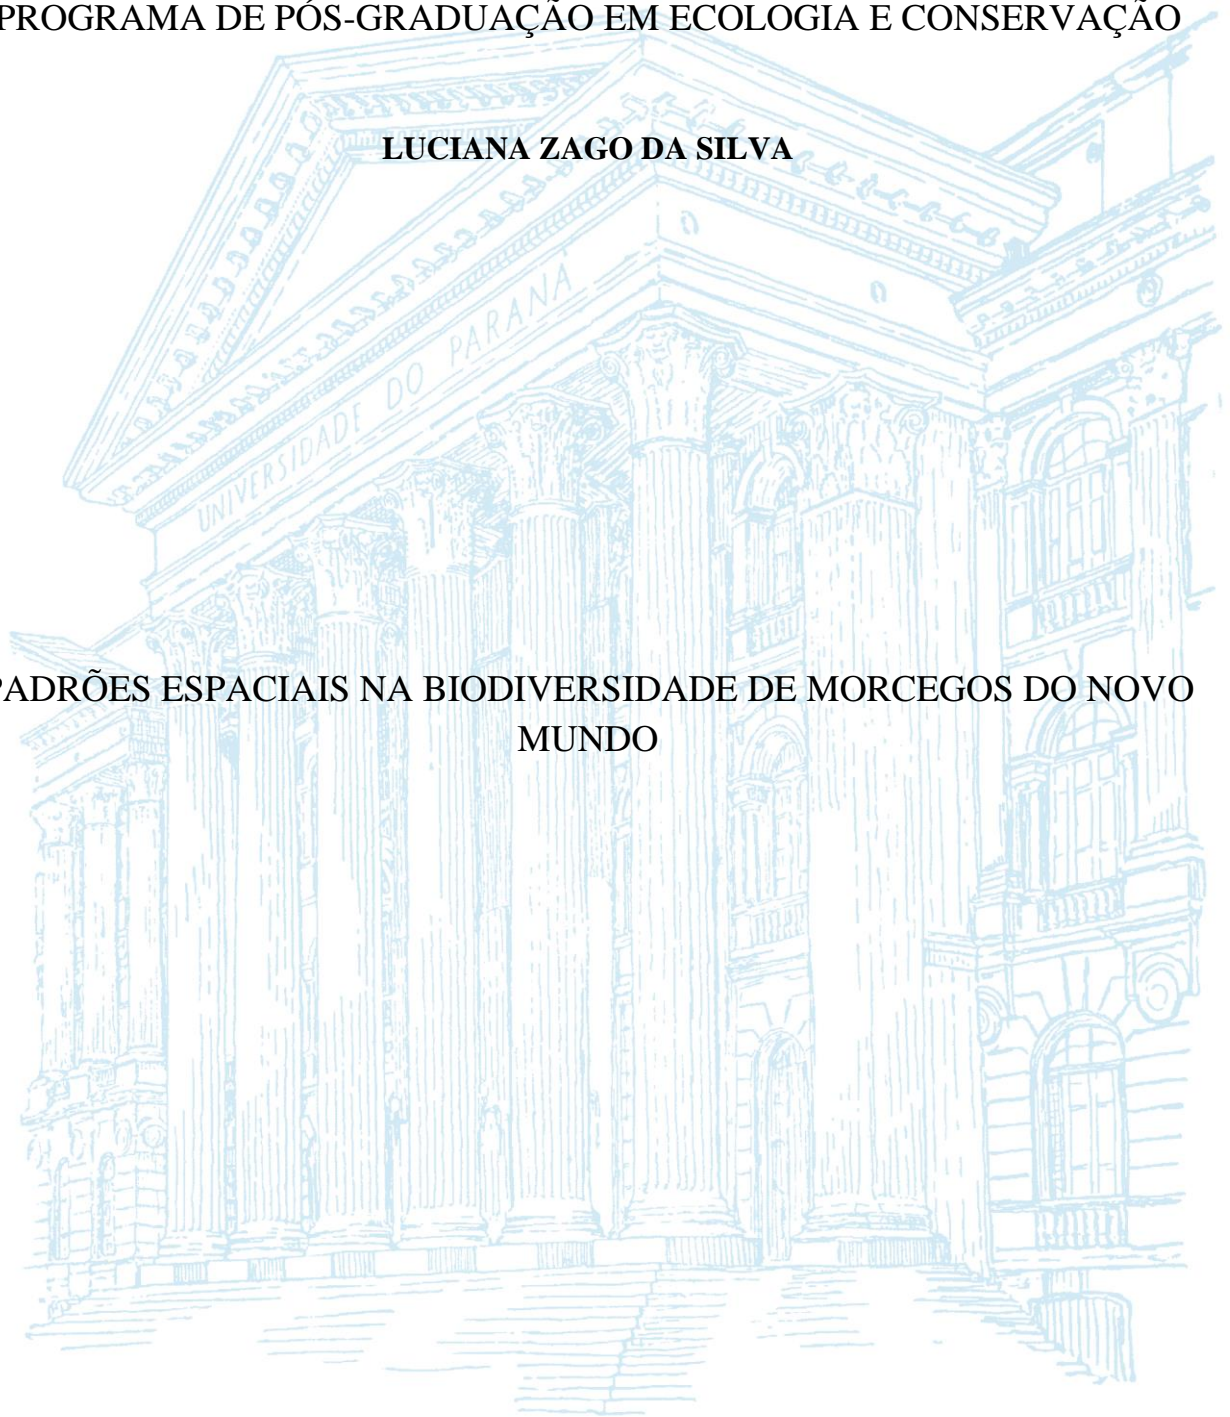 PROGRAMA DE PÓS-GRADUAÇÃO EM ECOLOGIA E CONSERVAÇÃO
LUCIANA ZAGO DA SILVA
UNIVERSIDADE DO PARANÁ
PADRÕES ESPACIAIS NA BIODIVERSIDADE DE MORCEGOS DO NOVO
MUNDO